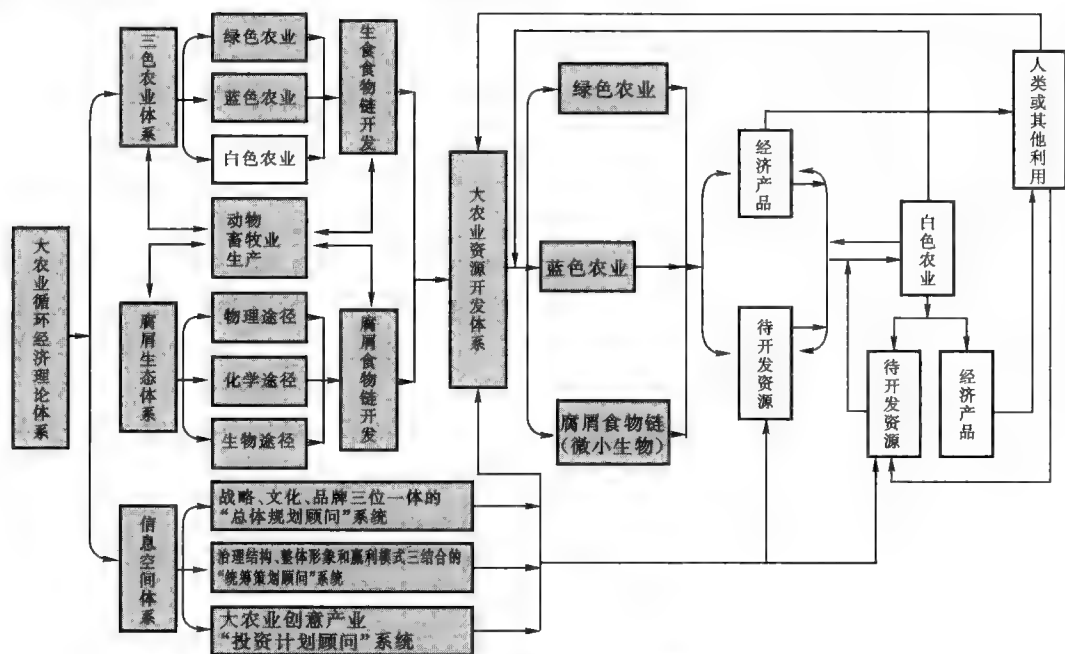 大农业循环经济理论体系
三色农业体系
绿色农业
蓝色农业
白色农业
生食食物链开发
动物
畜牧业
生产
腐屑生态体系
物理途径
化学途径
生物途径
腐屑食物链开发
信息空间体系
战略、文化、品牌三位一体的
“总体规划顾问”系统
治理结构、整体形象和赢利模式三结合的
“统筹策划顾问”系统
大农业创意产业
“投资计划顾问”系统
大农业资源开发体系
绿色农业
蓝色农业
腐屑食物链
（微小生物）
经济产品
待开发资源
白色农业
待开发资源
经济产品
人类或其他利用